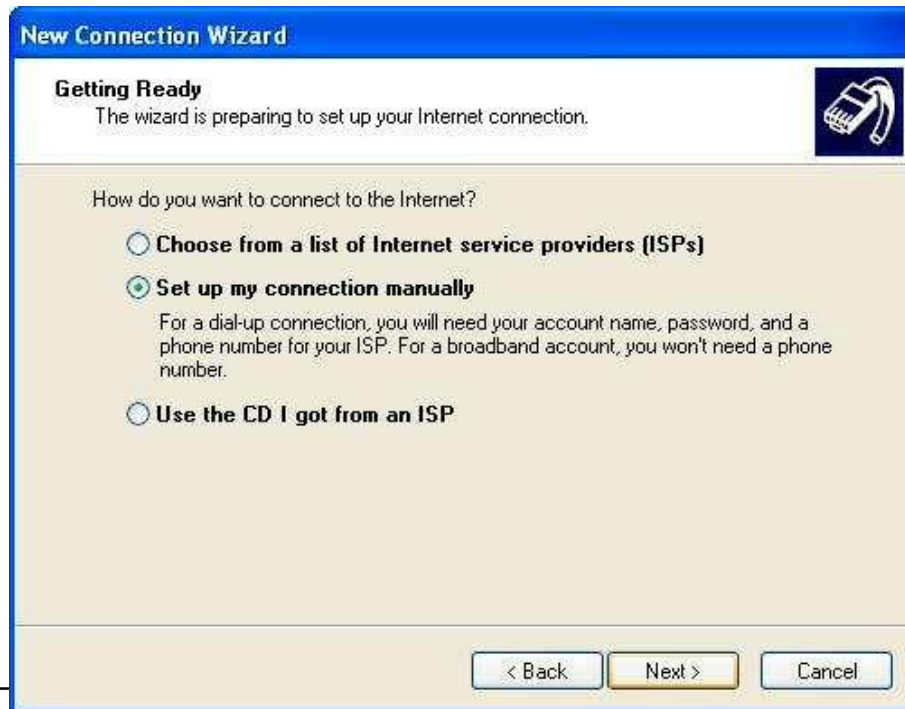 New Connection Wizard
Getting Ready
The wizard is preparing to set up your Internet connection.
How do you want to connect to the Internet?
Choose from a list of Internet service providers (ISPs)
Set up my connection manually
For a dial-up connection, you will need your account name, password, and a
phone number for your ISP. For a broadband account, you won't need a phone
number.
Use the CD I got from an ISP
< Back Next > Cancel